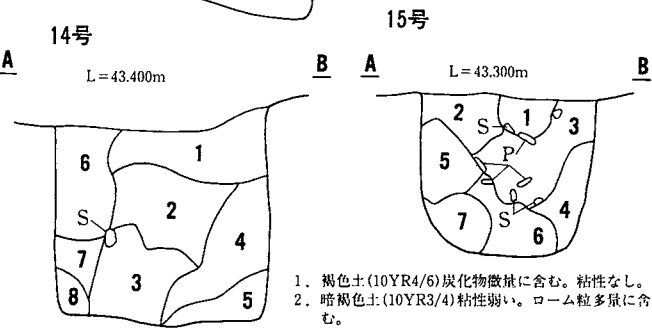 14号
A
B
L=43.400m
6
1
2
S
4
7
3
8
5
15号
A
B
L=43.300m
2
1
3
S
P
5
4
S
7
6
1. 褐色土(10YR4/6)炭化物微量に含む。粘性なし。
2. 暗褐色土(10YR3/4)粘性弱い。ローム粒多量に含
む。